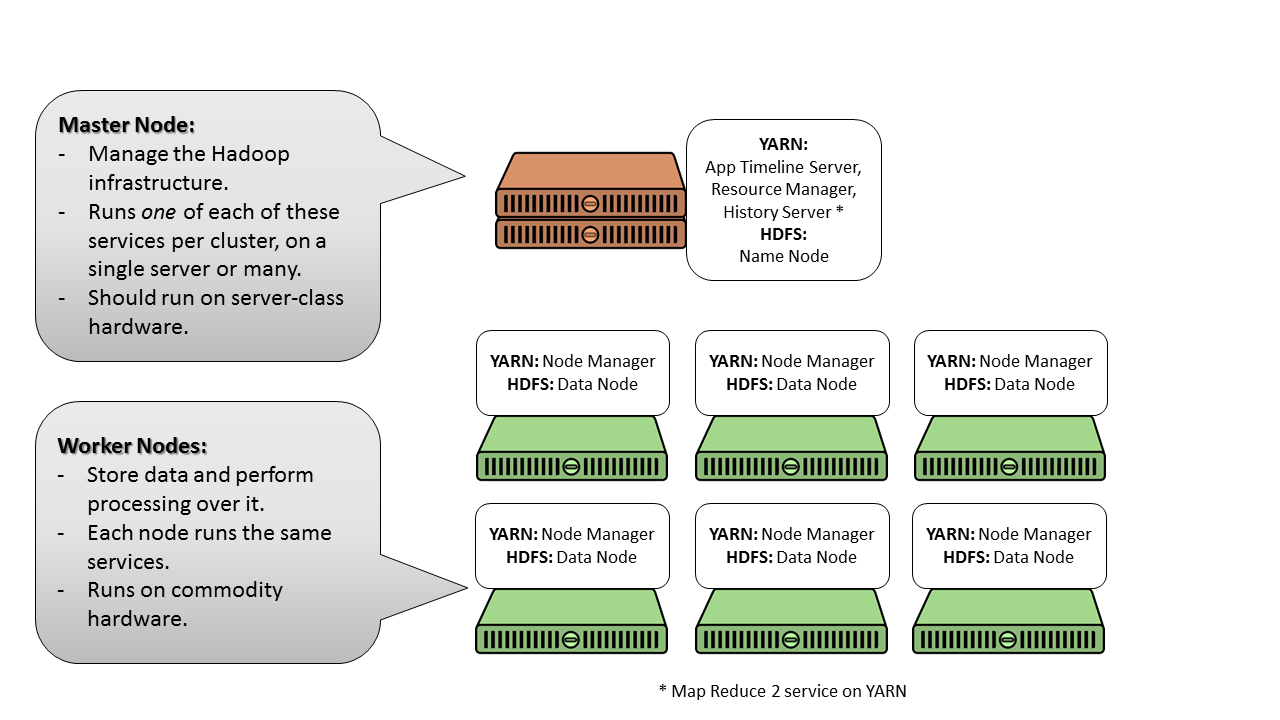 Master Node:
- Manage the Hadoop
infrastructure.
- Runs one of each of these
services per cluster, on a
single server or many.
- Should run on server-class
hardware.
YARN:
App Timeline Server,
Resource Manager,
History Server *
HDFS:
Name Node
Worker Nodes:
- Store data and perform
processing over it.
- Each node runs the same
services.
- Runs on commodity
hardware.
YARN: Node Manager
HDFS: Data Node
YARN: Node Manager
HDFS: Data Node
YARN: Node Manager
HDFS: Data Node
YARN: Node Manager
HDFS: Data Node
YARN: Node Manager
HDFS: Data Node
YARN: Node Manager
HDFS: Data Node
* Map Reduce 2 service on YARN